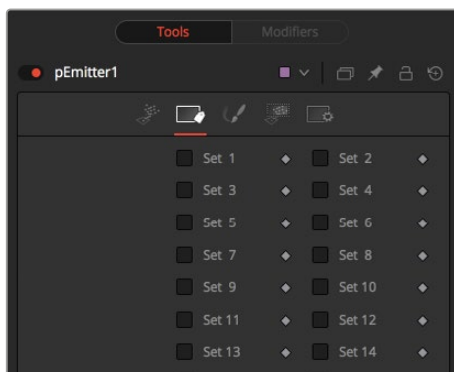 Tools Modifiers
pEmitter1
Set 1 Set 2
Set 3 Set 4
Set 5 Set 6
Set 7 Set 8
Set 9 Set 10
Set 11 Set 12
Set 13 Set 14